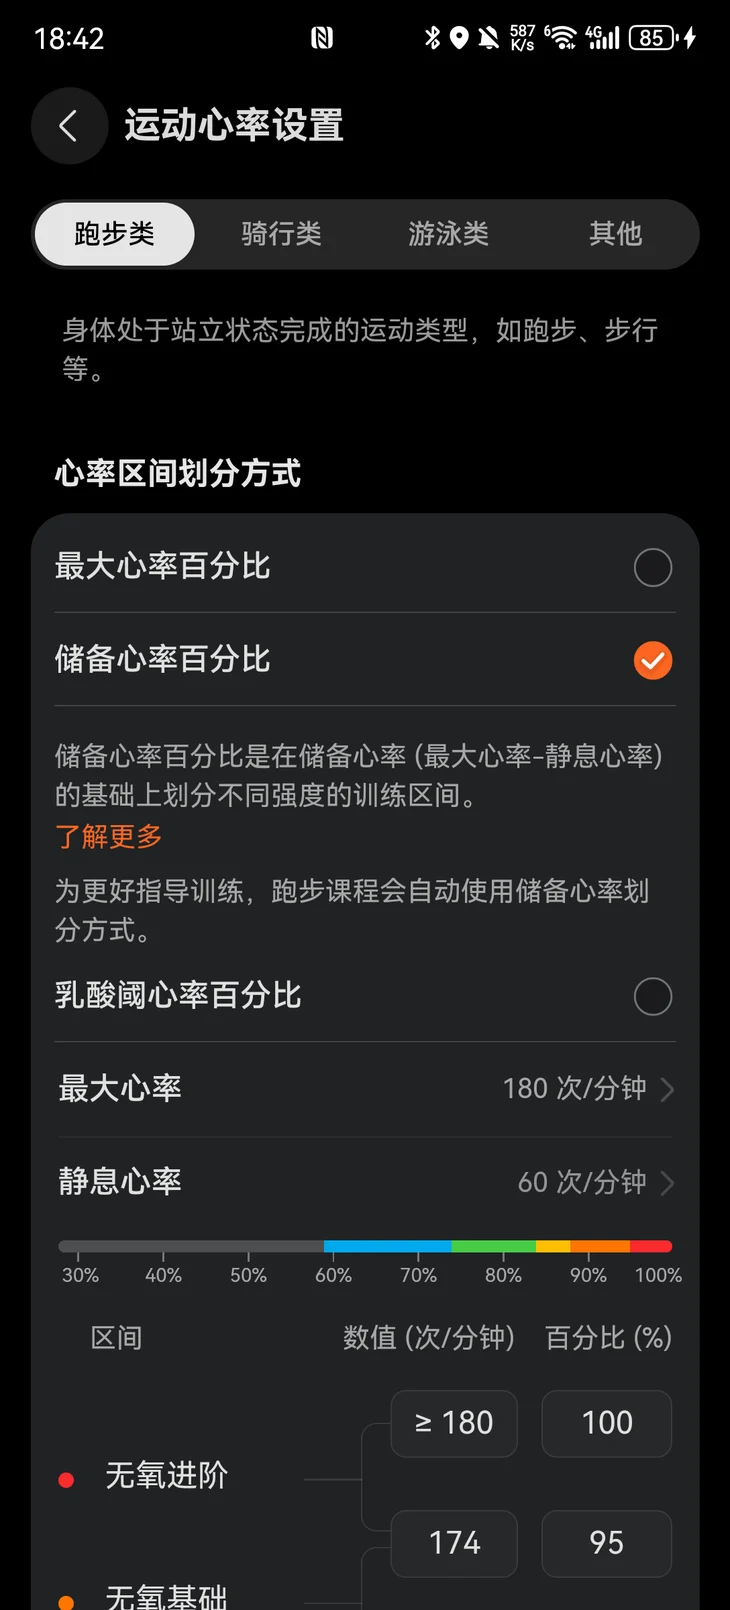 18:42
587
K/s
6
4G
85
运动心率设置
跑步类 骑行类 游泳类 其他
身体处于站立状态完成的运动类型，如跑步、步行
等。
心率区间划分方式
最大心率百分比
储备心率百分比
储备心率百分比是在储备心率 (最大心率-静息心率)
的基础上划分不同强度的训练区间。
了解更多
为更好指导训练，跑步课程会自动使用储备心率划
分方式。
乳酸阈心率百分比
最大心率 180 次/分钟
静息心率 60 次/分钟
30% 40% 50% 60% 70% 80% 90% 100%
区间 数值 (次/分钟) 百分比 (%)
≥ 180 100
无氧进阶
174 95
无氧基础